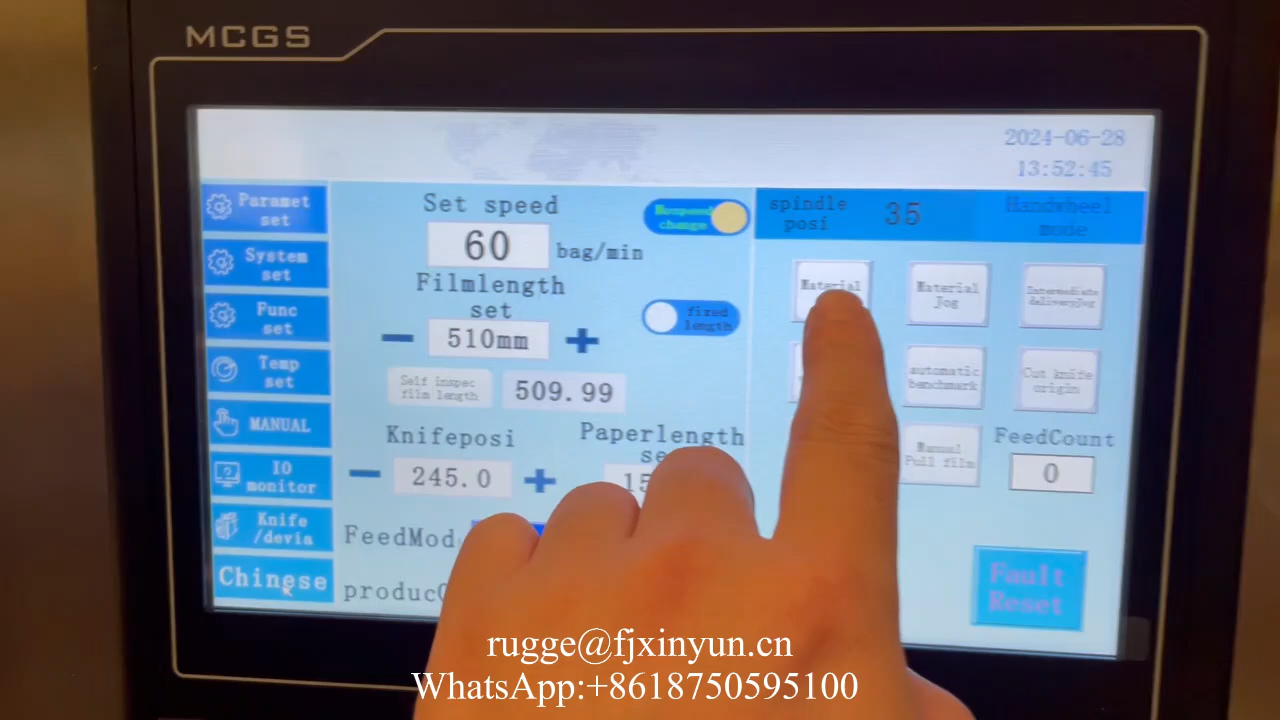 MCGS
2024-06-28
13:52:45
Paramet
set
System
set
Func
set
Temp
set
MANUAL
IO
monitor
Knife
/devia
Chinese
Set speed
60
bag/min
change
Filmlength
set
510mm
fixed
length
Self inspec
film length
509.99
Knifeposi
245.0
Paperlength
se
15
FeedMod
produc
spindle
posi
35
Handwheel
mode
Material
Material
Jog
Intermediate
deliveryJog
automatic
benchmark
Cut knife
origin
Manual
Pull film
FeedCount
0
Fault
Reset
rugge@fjxinyun.cn
WhatsApp:+8618750595100